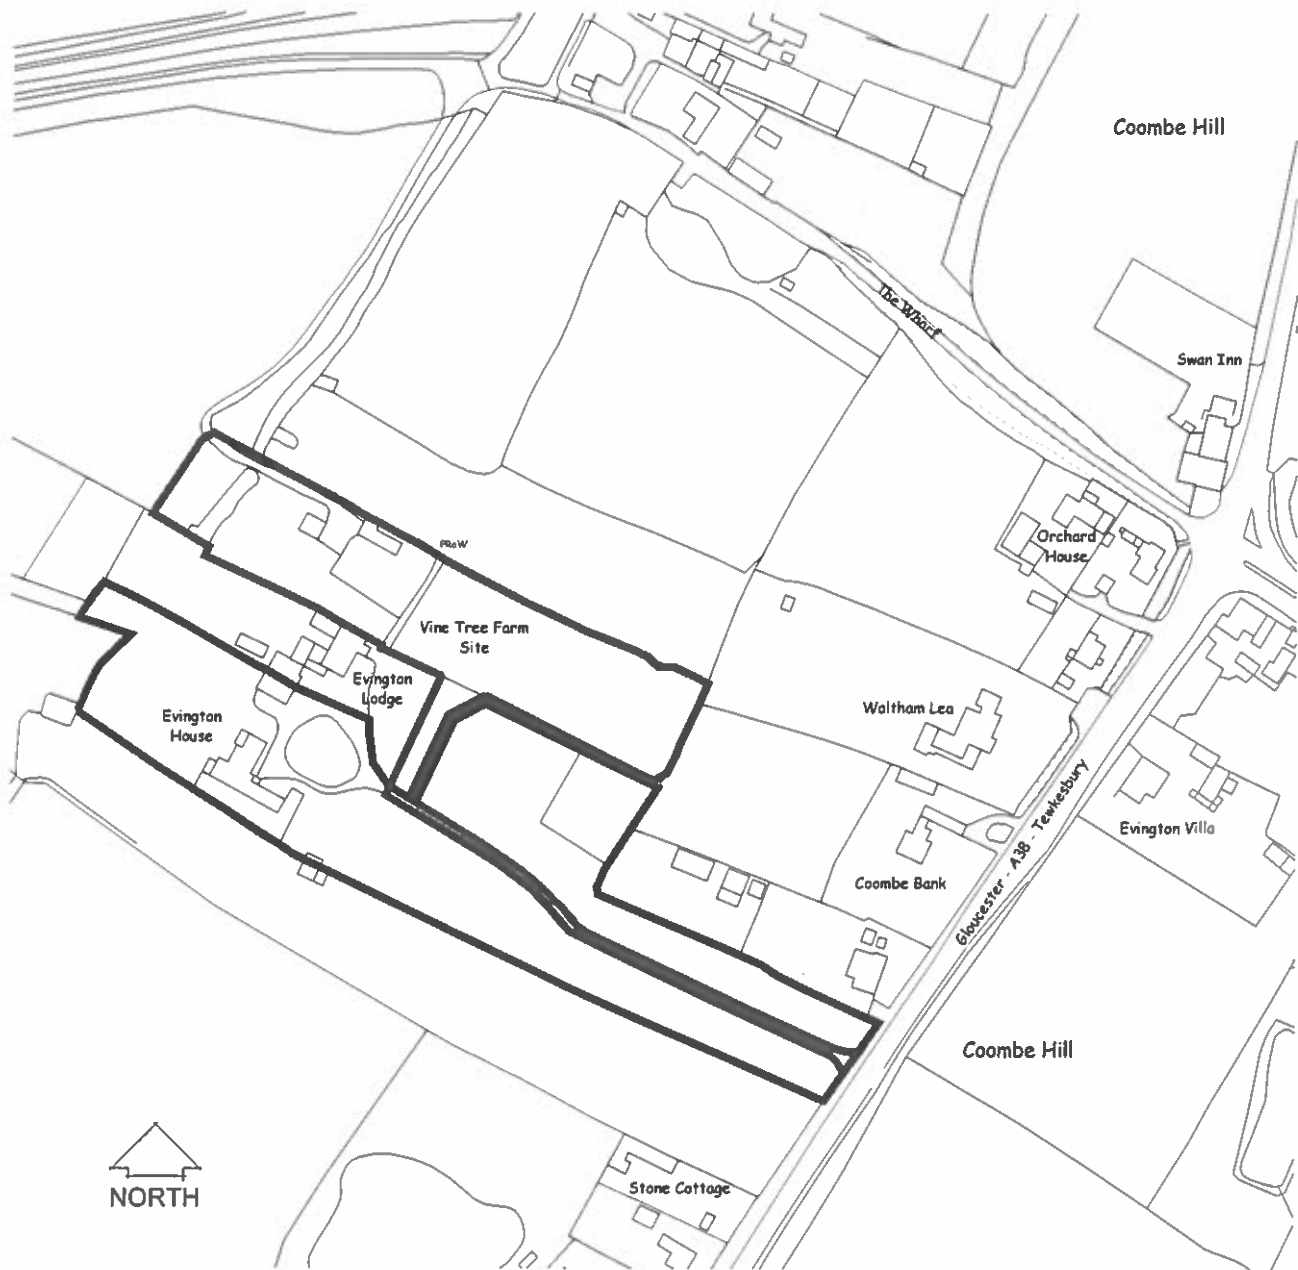 Coombe Hill
The Wharf
Swan Inn
Orchard
House
PRoW
Vine Tree Farm
Site
Evington
Lodge
Evington
House
Waltham Lea
Gloucester - A38 - Tewkesbury
Evington Villa
Coombe Bank
Coombe Hill
Stone Cottage
NORTH